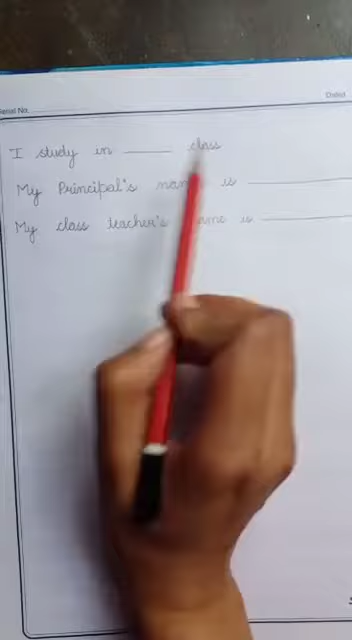 Serial No.
Dated
I study in ______ class
My Principal's name is ______
My class teacher's name is ______